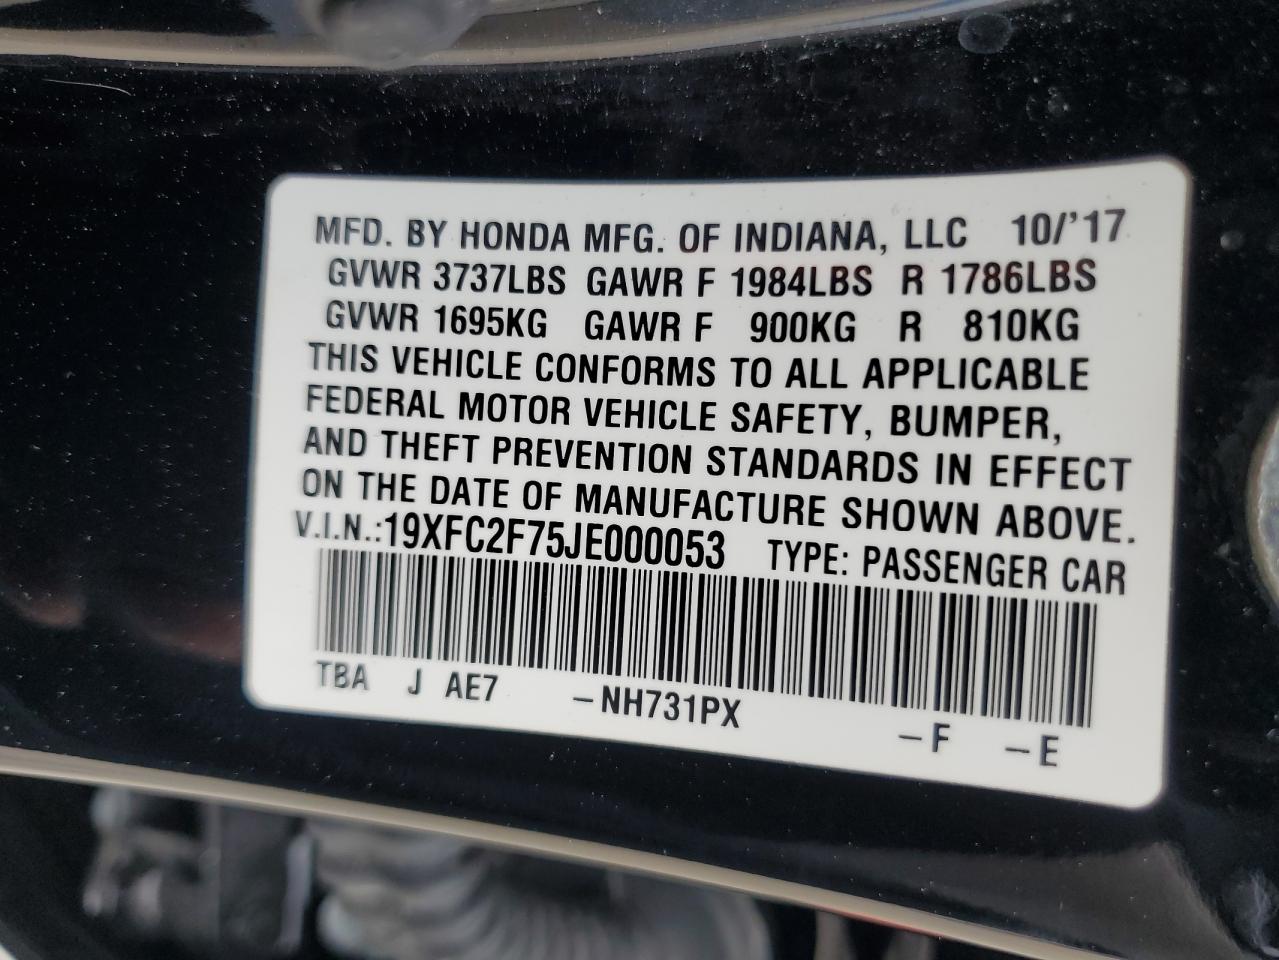 MFD. BY HONDA MFG. OF INDIANA, LLC 10/'17
GVWR 3737LBS GAWR F 1984LBS R 1786LBS
GVWR 1695KG GAWR F 900KG R 810KG
THIS VEHICLE CONFORMS TO ALL APPLICABLE
FEDERAL MOTOR VEHICLE SAFETY, BUMPER,
AND THEFT PREVENTION STANDARDS IN EFFECT
ON THE DATE OF MANUFACTURE SHOWN ABOVE.
V.I.N.:19XFC2F75JE000053 TYPE: PASSENGER CAR
TBA J AE7 –NH731PX –F –E